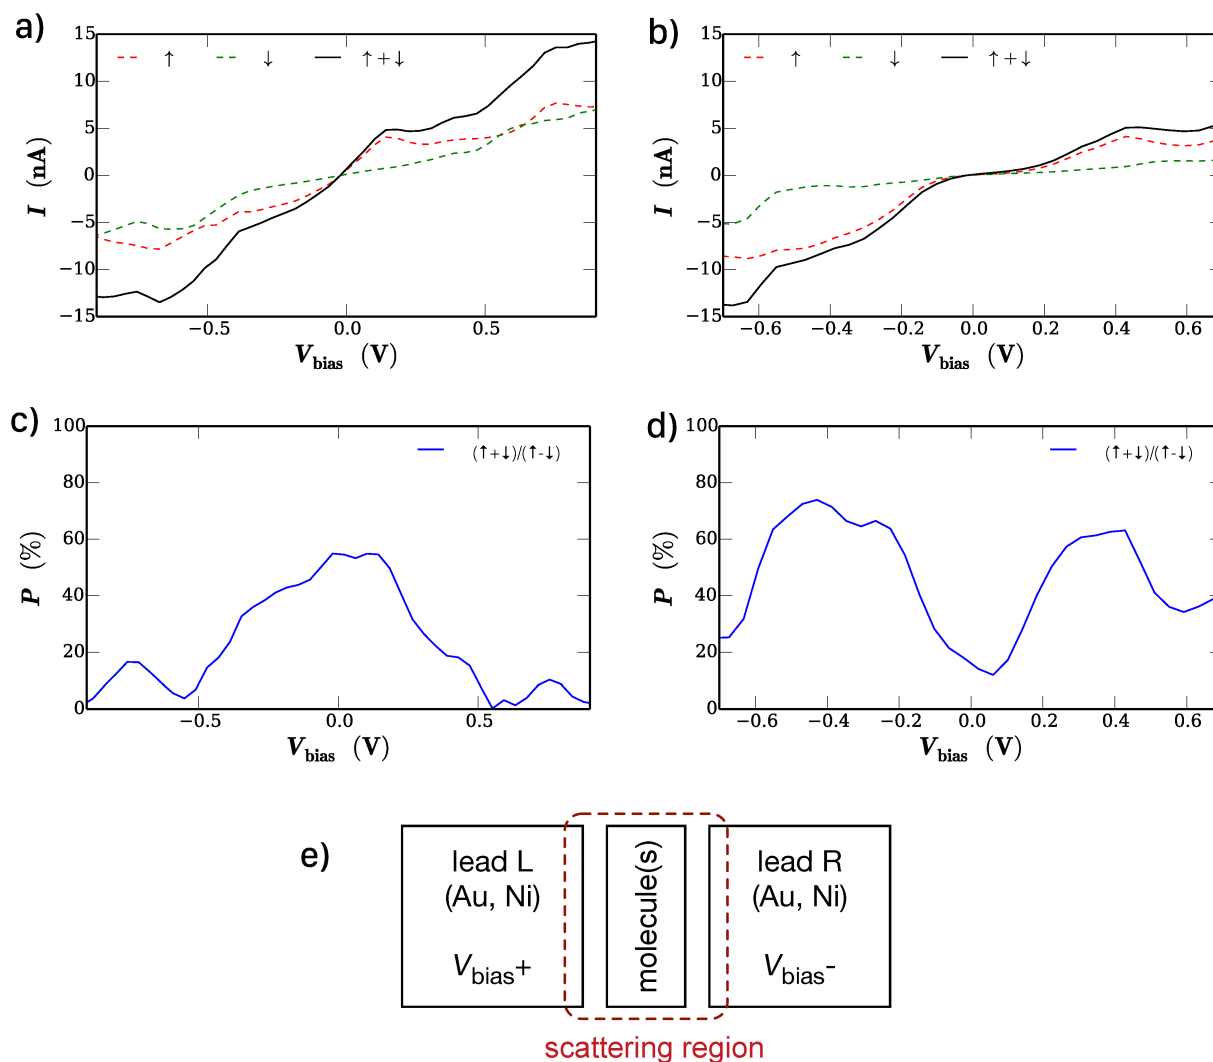 a)
15
10
5
0
−5
−10
−15
I (nA)
↑ ↓ ↑+↓
−0.5 0.0 0.5
V_bias (V)
b)
15
10
5
0
−5
−10
−15
I (nA)
↑ ↓ ↑+↓
−0.6 −0.4 −0.2 0.0 0.2 0.4 0.6
V_bias (V)
c)
100
80
60
40
20
0
P (%)
(↑+↓)/(↑-↓)
−0.5 0.0 0.5
V_bias (V)
d)
100
80
60
40
20
0
P (%)
(↑+↓)/(↑-↓)
−0.6 −0.4 −0.2 0.0 0.2 0.4 0.6
V_bias (V)
e)
lead L
(Au, Ni)
V_bias+
molecule(s)
lead R
(Au, Ni)
V_bias-
scattering region